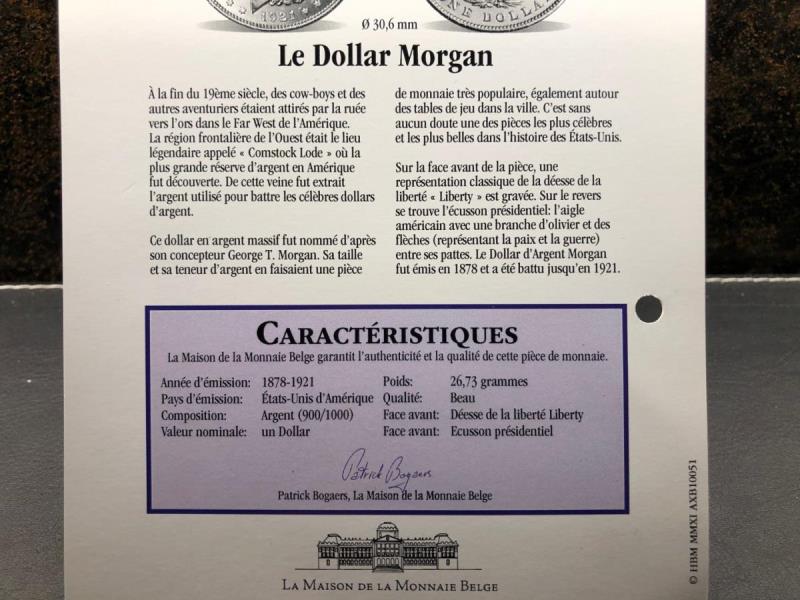 1921
ONE DOLLAR
Ø 30,6 mm
Le Dollar Morgan
À la fin du 19ème siècle, des cow-boys et des
autres aventuriers étaient attirés par la ruée
vers l'ors dans le Far West de l'Amérique.
La région frontalière de l'Ouest était le lieu
légendaire appelé « Comstock Lode » où la
plus grande réserve d'argent en Amérique
fut découverte. De cette veine fut extrait
l'argent utilisé pour battre les célèbres dollars
d'argent.
Ce dollar en argent massif fut nommé d'après
son concepteur George T. Morgan. Sa taille
et sa teneur d'argent en faisaient une pièce
de monnaie très populaire, également autour
des tables de jeu dans la ville. C'est sans
aucun doute une des pièces les plus célèbres
et les plus belles dans l'histoire des États-Unis.
Sur la face avant de la pièce, une
représentation classique de la déesse de la
liberté « Liberty » est gravée. Sur le revers
se trouve l'écusson présidentiel: l'aigle
américain avec une branche d'olivier et des
flèches (représentant la paix et la guerre)
entre ses pattes. Le Dollar d'Argent Morgan
fut émis en 1878 et a été battu jusqu'en 1921.
CARACTÉRISTIQUES
La Maison de la Monnaie Belge garantit l'authenticité et la qualité de cette pièce de monnaie.
Année d'émission: 1878-1921 Poids: 26,73 grammes
Pays d'émission: États-Unis d'Amérique Qualité: Beau
Composition: Argent (900/1000) Face avant: Déesse de la liberté Liberty
Valeur nominale: un Dollar Face avant: Ecusson présidentiel
Patrick Bogaers
Patrick Bogaers, La Maison de la Monnaie Belge
LA MAISON DE LA MONNAIE BELGE
© HBM MMXI AXB10051